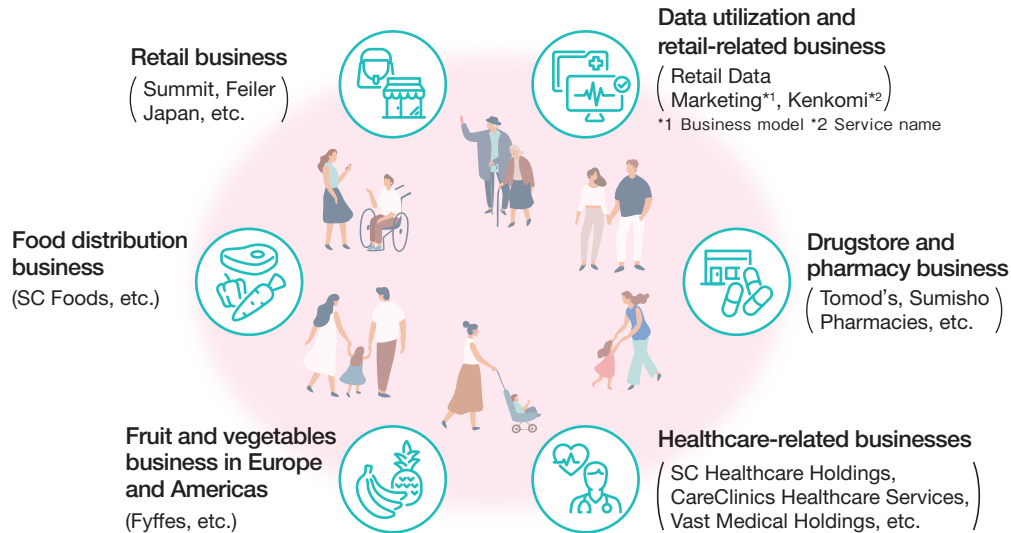 Retail business
Summit, Feiler
Japan, etc.
Data utilization and
retail-related business
Retail Data
Marketing*1, Kenkomi*2
*1 Business model *2 Service name
Food distribution
business
(SC Foods, etc.)
Drugstore and
pharmacy business
Tomod's, Sumisho
Pharmacies, etc.
Fruit and vegetables
business in Europe
and Americas
(Fyffes, etc.)
Healthcare-related businesses
SC Healthcare Holdings,
CareClinics Healthcare Services,
Vast Medical Holdings, etc.